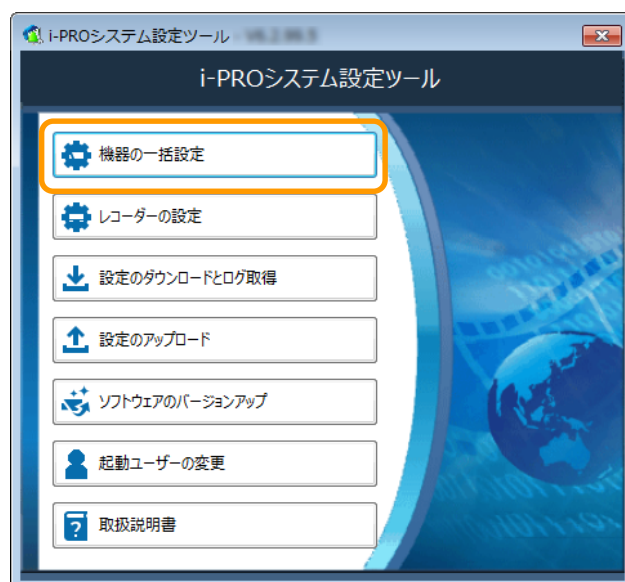 i-PROシステム設定ツール
i-PROシステム設定ツール
機器の一括設定
レコーダーの設定
設定のダウンロードとログ取得
設定のアップロード
ソフトウェアのバージョンアップ
起動ユーザーの変更
取扱説明書